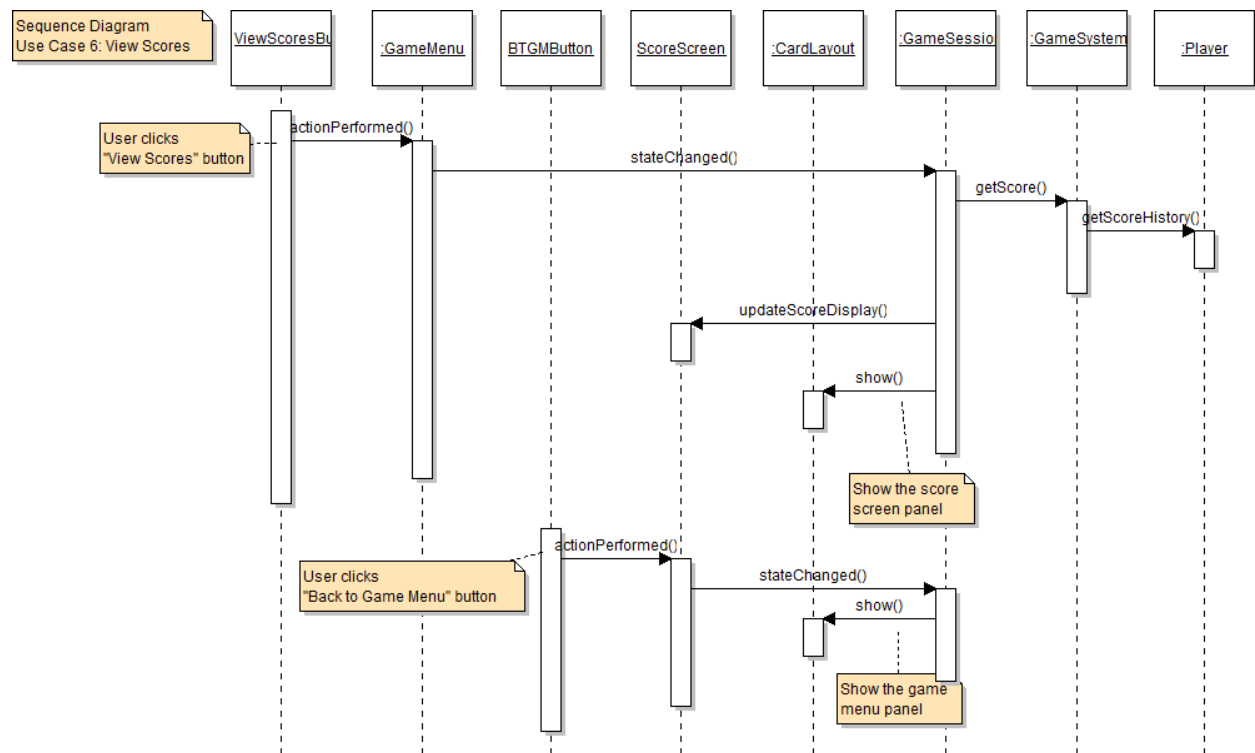 Sequence Diagram
Use Case 6: View Scores
ViewScoresBu
:GameMenu
BTGMButton
ScoreScreen
:CardLayout
:GameSession
:GameSystem
:Player
User clicks
"View Scores" button
actionPerformed()
stateChanged()
getScore()
getScoreHistory()
updateScoreDisplay()
show()
Show the score
screen panel
User clicks
"Back to Game Menu" button
actionPerformed()
stateChanged()
show()
Show the game
menu panel